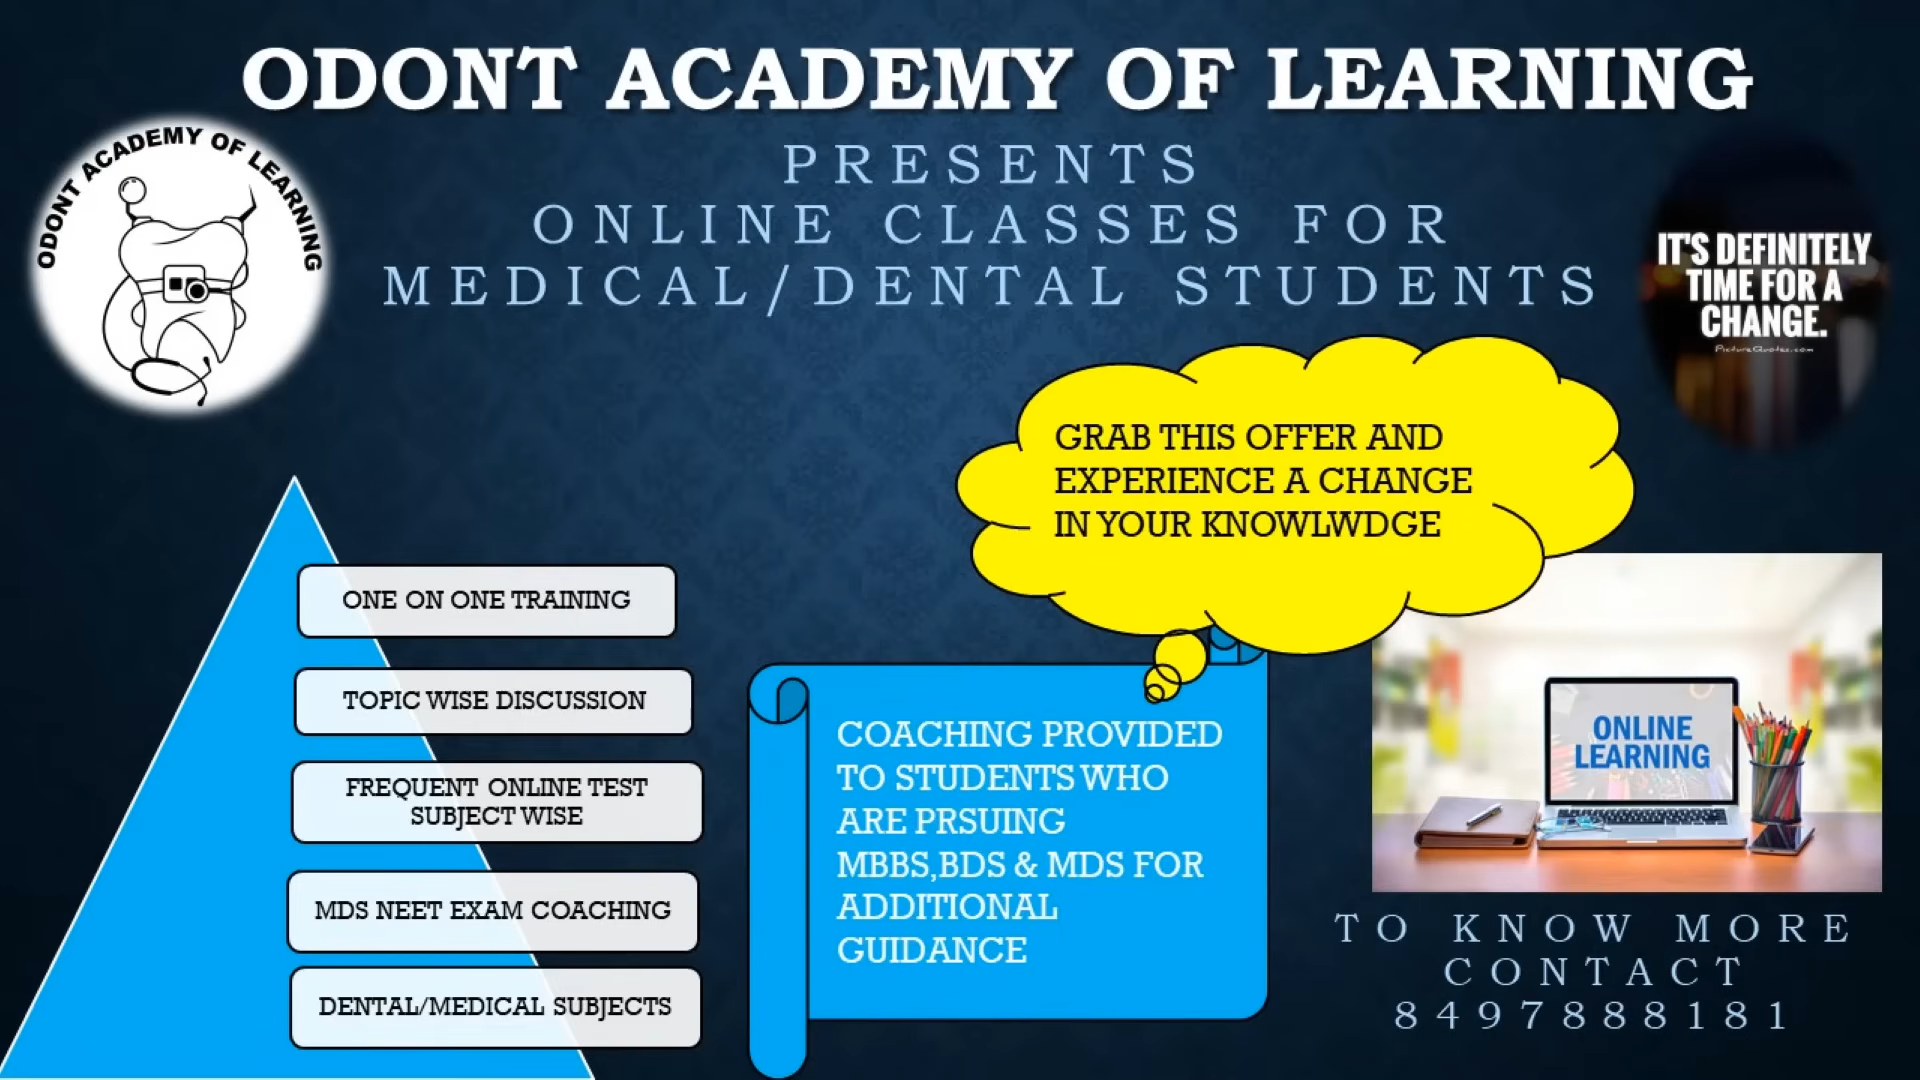 ODONT ACADEMY OF LEARNING
PRESENTS
ONLINE CLASSES FOR
MEDICAL/DENTAL STUDENTS
ODONT ACADEMY OF LEARNING
IT'S DEFINITELY
TIME FOR A
CHANGE.
PictureQuotes.com
GRAB THIS OFFER AND
EXPERIENCE A CHANGE
IN YOUR KNOWLWDGE
ONE ON ONE TRAINING
TOPIC WISE DISCUSSION
FREQUENT ONLINE TEST
SUBJECT WISE
MDS NEET EXAM COACHING
DENTAL/MEDICAL SUBJECTS
COACHING PROVIDED
TO STUDENTS WHO
ARE PRSUING
MBBS,BDS & MDS FOR
ADDITIONAL
GUIDANCE
ONLINE
LEARNING
TO KNOW MORE
CONTACT
8497888181